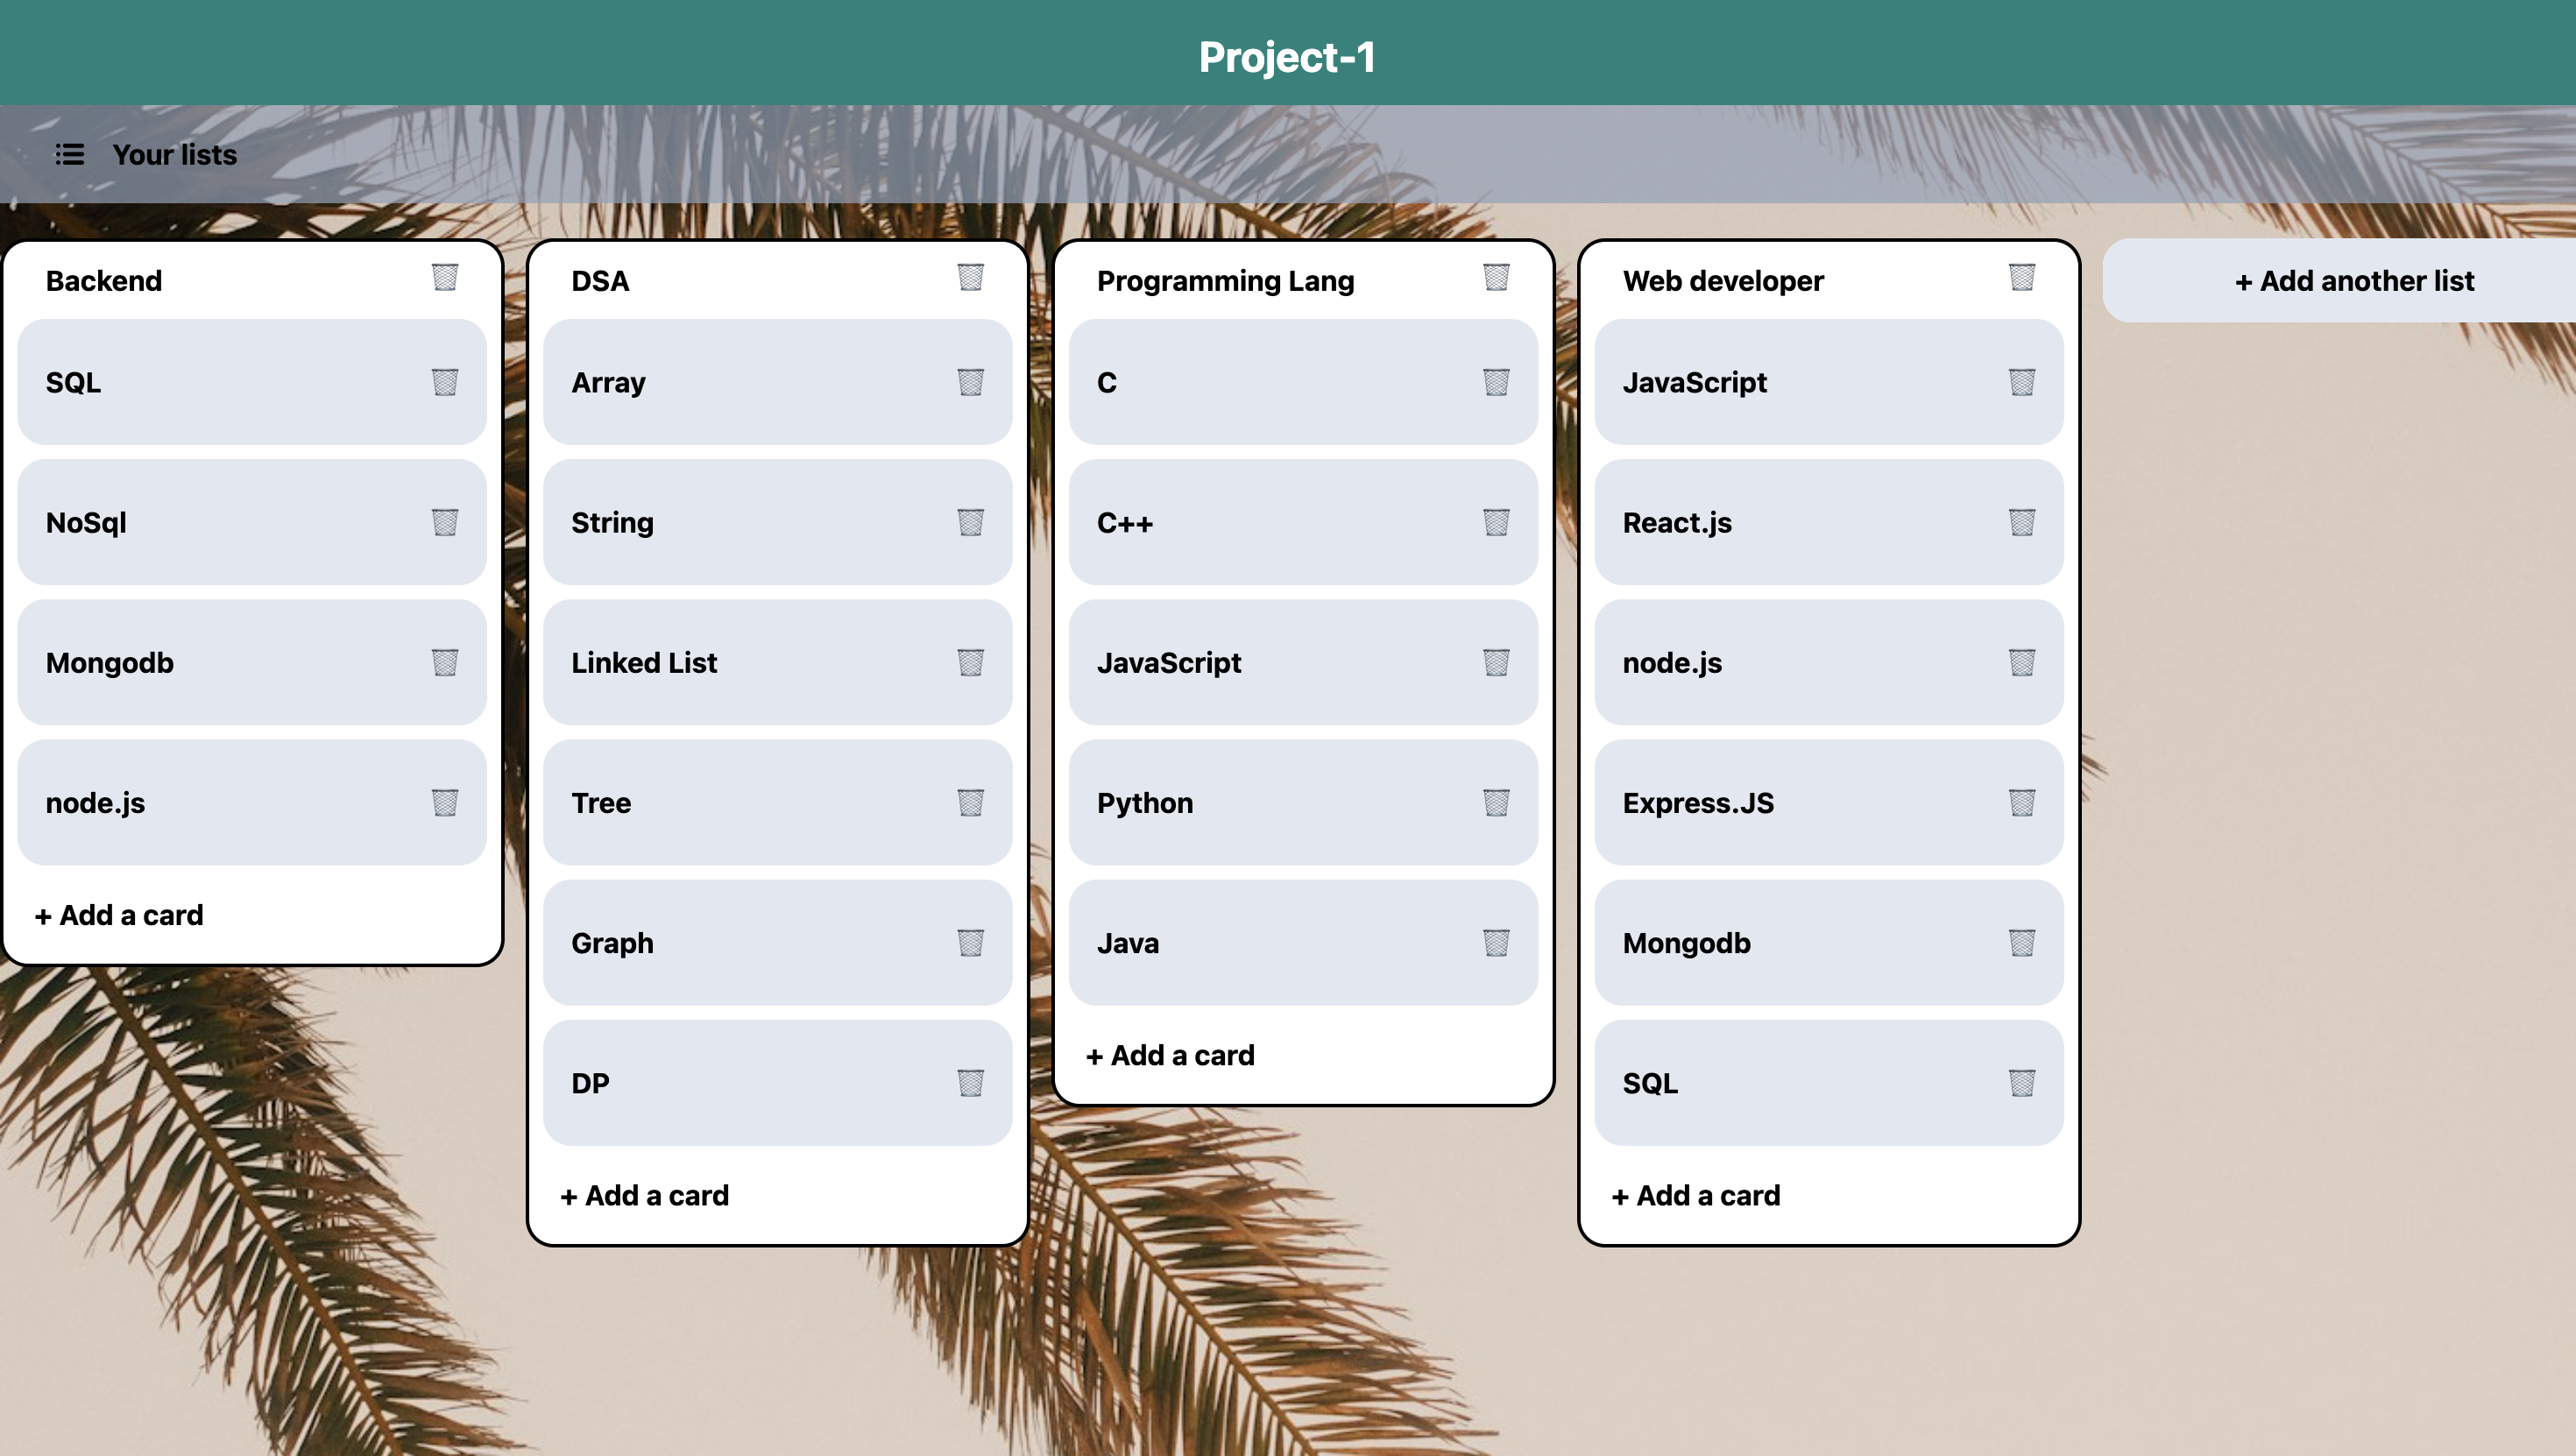 Project-1
Your lists
Backend
SQL
NoSql
Mongodb
node.js
+ Add a card
DSA
Array
String
Linked List
Tree
Graph
DP
+ Add a card
Programming Lang
C
C++
JavaScript
Python
Java
+ Add a card
Web developer
JavaScript
React.js
node.js
Express.JS
Mongodb
SQL
+ Add a card
+ Add another list